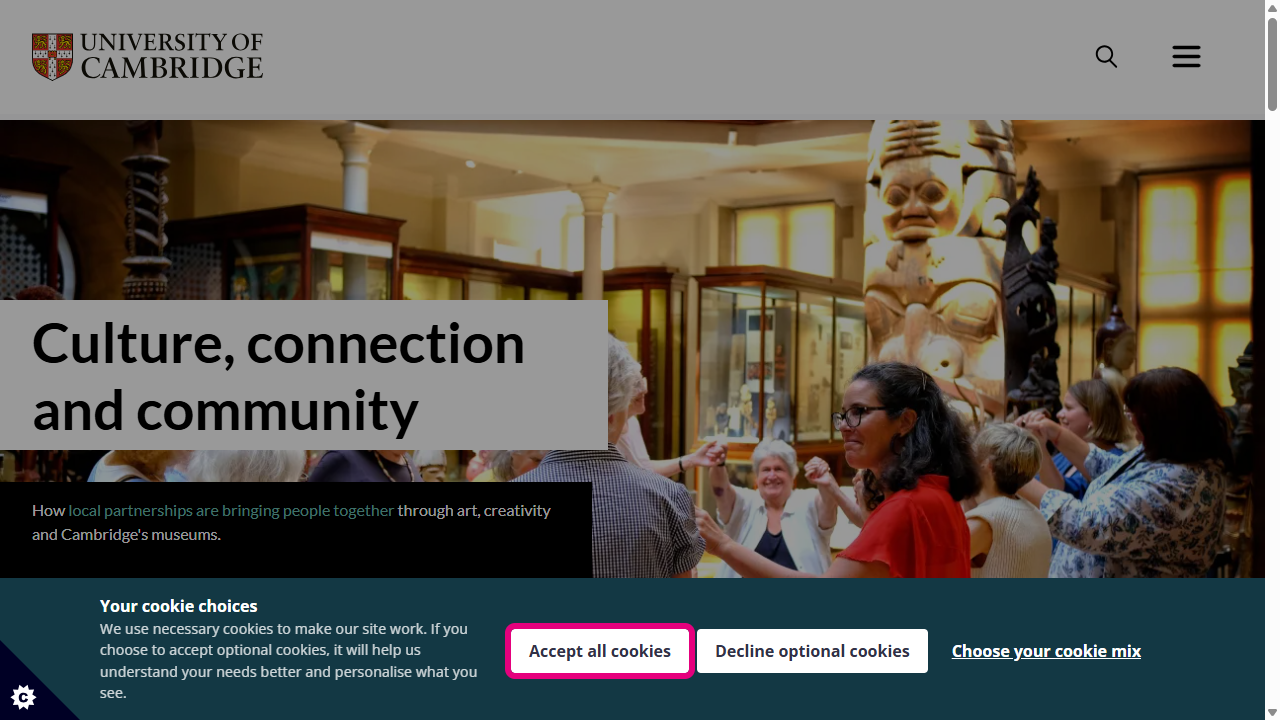 UNIVERSITY OF
CAMBRIDGE
Culture, connection
and community
How local partnerships are bringing people together through art, creativity
and Cambridge's museums.
Your cookie choices
We use necessary cookies to make our site work. If you
choose to accept optional cookies, it will help us
understand your needs better and personalise what you
see.
Accept all cookies
Decline optional cookies
Choose your cookie mix